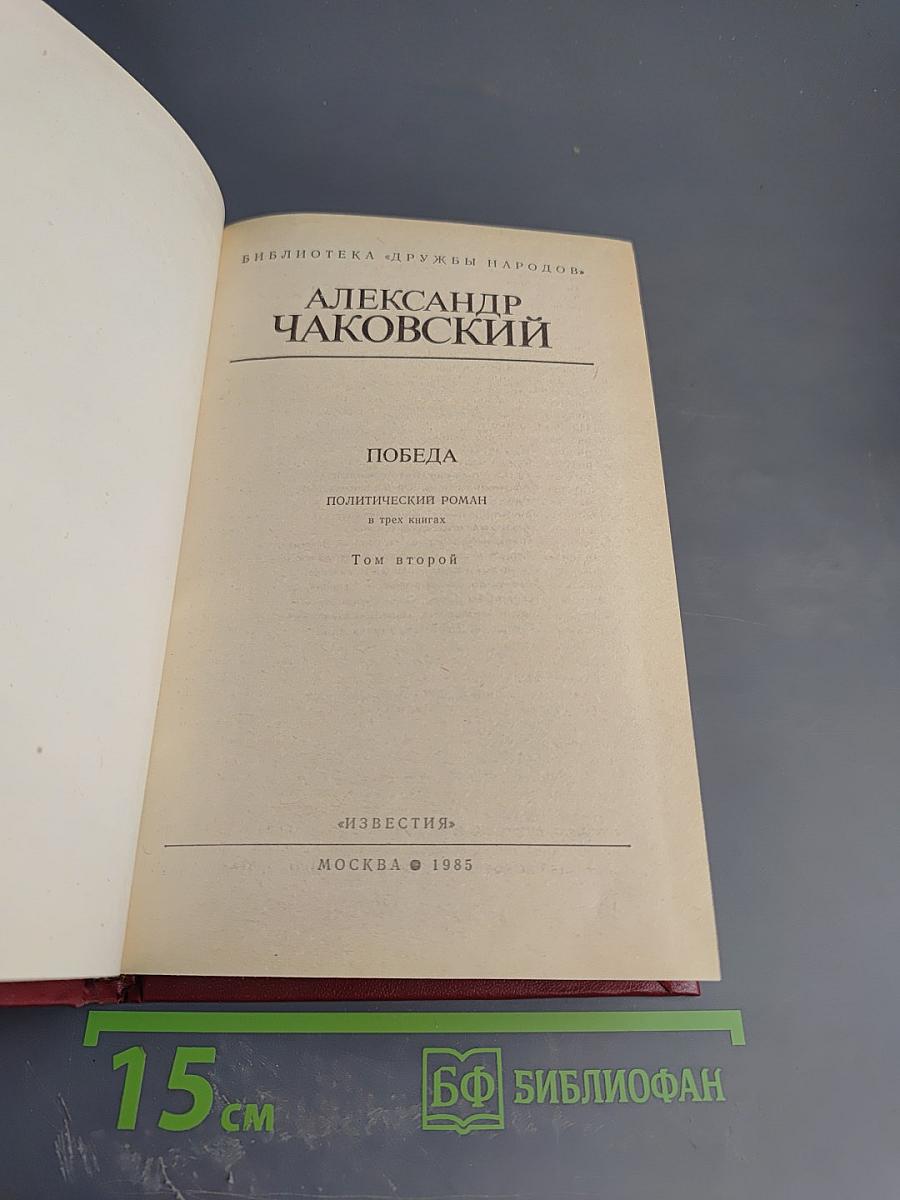 БИБЛИОТЕКА «ДРУЖБЫ НАРОДОВ»
АЛЕКСАНДР
ЧАКОВСКИЙ
ПОБЕДА
ПОЛИТИЧЕСКИЙ РОМАН
в трех книгах
Том второй
«ИЗВЕСТИЯ»
МОСКВА 1985
15 см
БФ БИБЛИОФАН